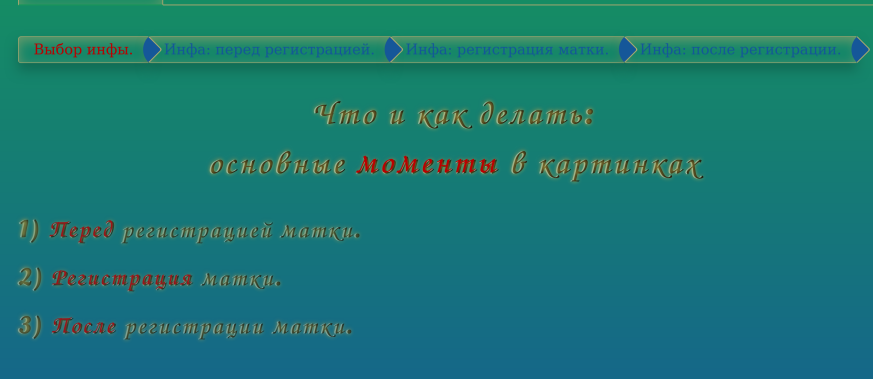 Выбор инфы. Инфа: перед регистрацией. Инфа: регистрация матки. Инфа: после регистрации.
Что и как делать:
основные моменты в картинках
1) Перед регистрацией матки.
2) Регистрация матки.
3) После регистрации матки.